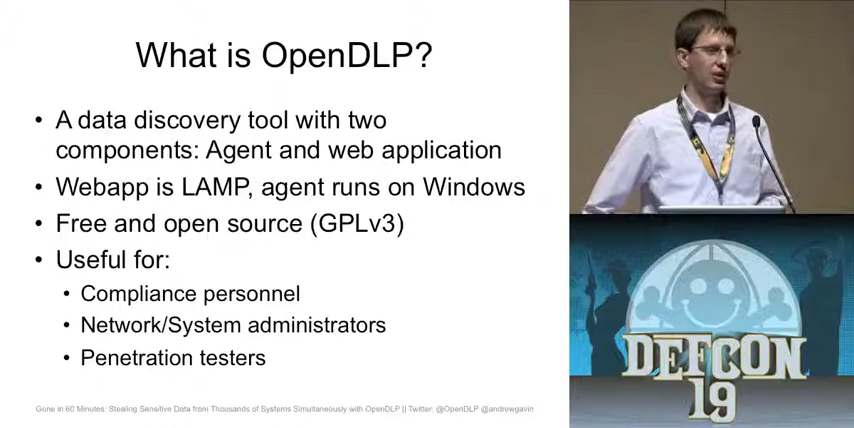 What is OpenDLP?
• A data discovery tool with two
components: Agent and web application
• Webapp is LAMP, agent runs on Windows
• Free and open source (GPLv3)
• Useful for:
• Compliance personnel
• Network/System administrators
• Penetration testers
Gone in 60 Minutes: Stealing Sensitive Data from Thousands of Systems Simultaneously with OpenDLP || Twitter: @OpenDLP @andrewgavin
DEFCON
19